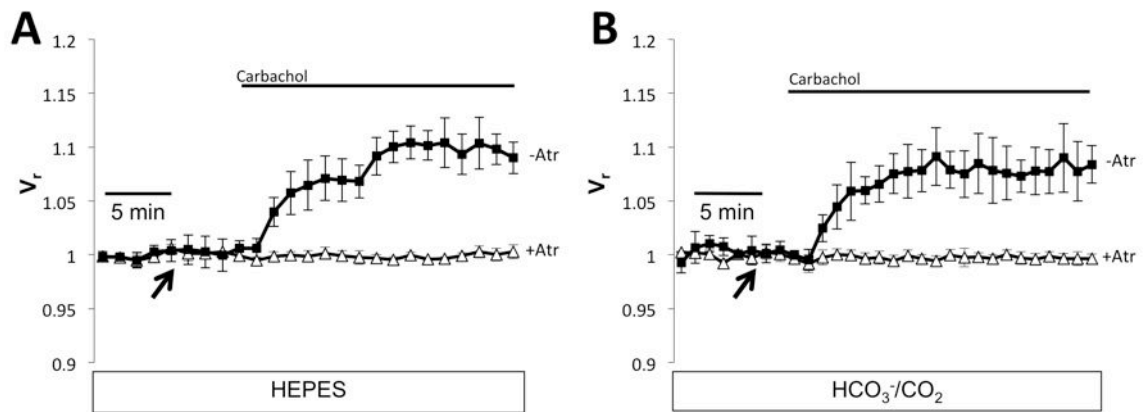 A
1.2
1.15
1.1
1.05
1
0.95
0.9
Vr
Carbachol
5 min
-Atr
+Atr
HEPES
B
1.2
1.15
1.1
1.05
1
0.95
0.9
Vr
Carbachol
5 min
-Atr
+Atr
HCO₃⁻/CO₂